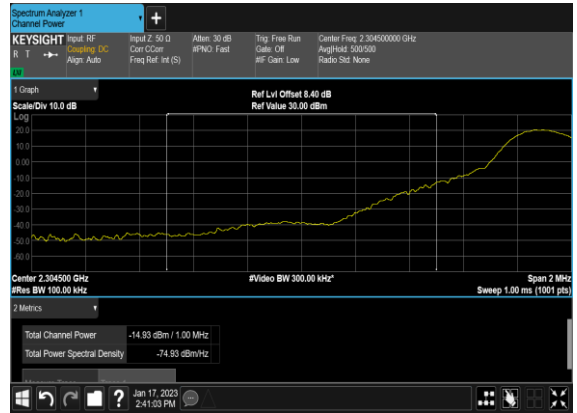 Spectrum Analyzer 1
Channel Power
+
KEYSIGHT
R T
Input: RF
Coupling: DC
Align: Auto
Input Z: 50 Ω
Corr CCorr
Freq Ref: Int (S)
Atten: 30 dB
#PNO: Fast
Trig: Free Run
Gate: Off
#IF Gain: Low
Center Freq: 2.304500000 GHz
Avg|Hold: 500/500
Radio Std: None
1 Graph
Scale/Div 10.0 dB
Ref Lvl Offset 8.40 dB
Ref Value 30.00 dBm
Log
20.0
10.0
0.00
-10.0
-20.0
-30.0
-40.0
-50.0
-60.0
Center 2.304500 GHz
#Res BW 100.00 kHz
#Video BW 300.00 kHz*
Span 2 MHz
Sweep 1.00 ms (1001 pts)
2 Metrics
Total Channel Power -14.93 dBm / 1.00 MHz
Total Power Spectral Density -74.93 dBm/Hz
?
Jan 17, 2023
2:41:03 PM